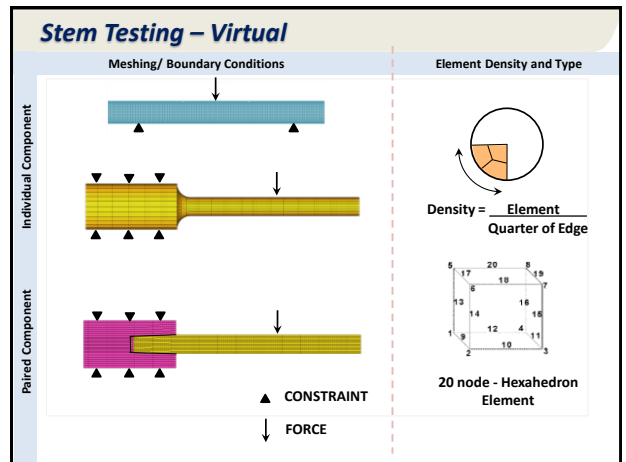 Stem Testing – Virtual
Meshing/ Boundary Conditions
Element Density and Type
Individual Component
Density = Element
Quarter of Edge
5 20 8
17 19
6 18 7
13 16 15
14
1 12 4
9 11
2 10 3
Paired Component
20 node - Hexahedron
Element
CONSTRAINT
FORCE